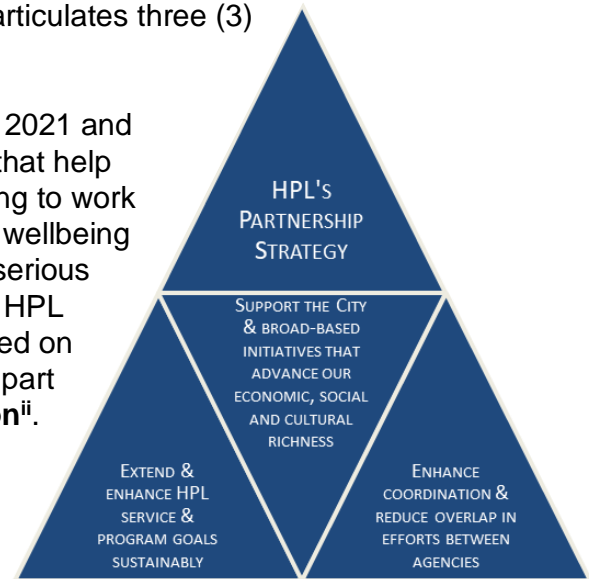 articulates three (3)
2021 and
that help
ng to work
wellbeing
serious
HPL
ed on
part
onⁱⁱ.
HPL'S
PARTNERSHIP
STRATEGY
SUPPORT THE CITY
& BROAD-BASED
INITIATIVES THAT
ADVANCE OUR
ECONOMIC, SOCIAL
AND CULTURAL
RICHNESS
EXTEND &
ENHANCE HPL
SERVICE &
PROGRAM GOALS
SUSTAINABLY
ENHANCE
COORDINATION &
REDUCE OVERLAP IN
EFFORTS BETWEEN
AGENCIES